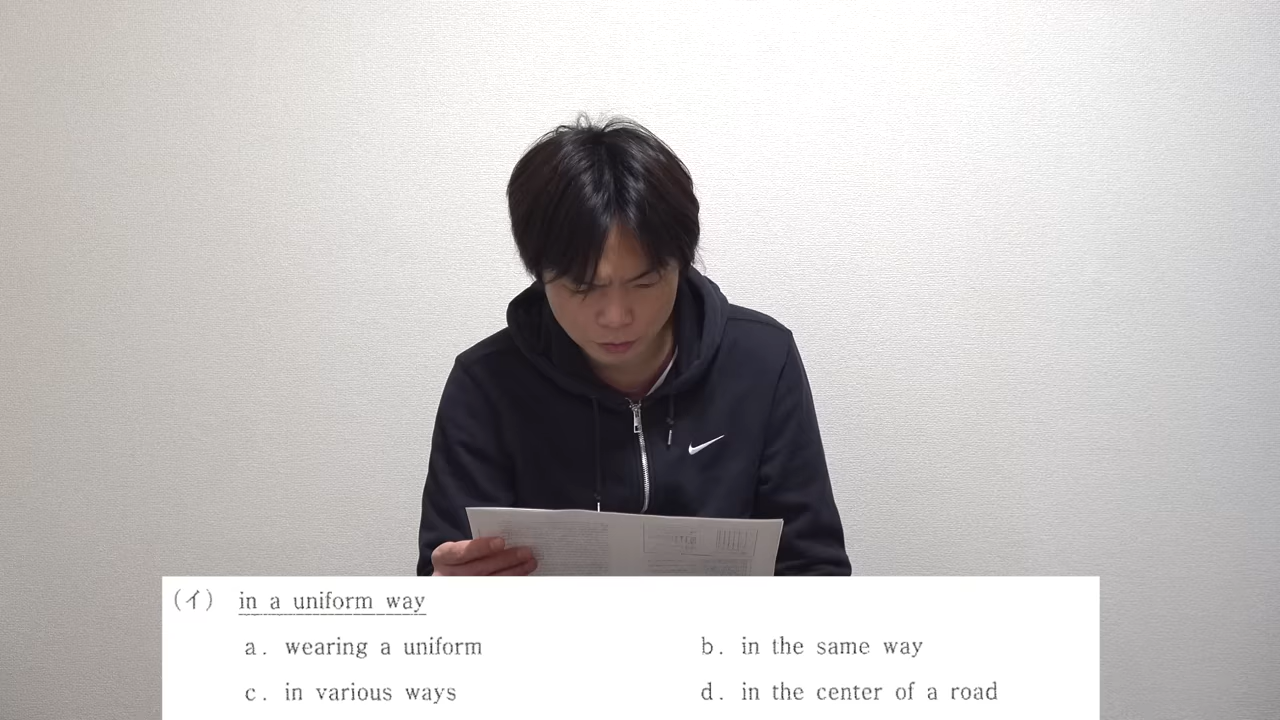 (イ) in a uniform way
a. wearing a uniform b. in the same way
c. in various ways d. in the center of a road